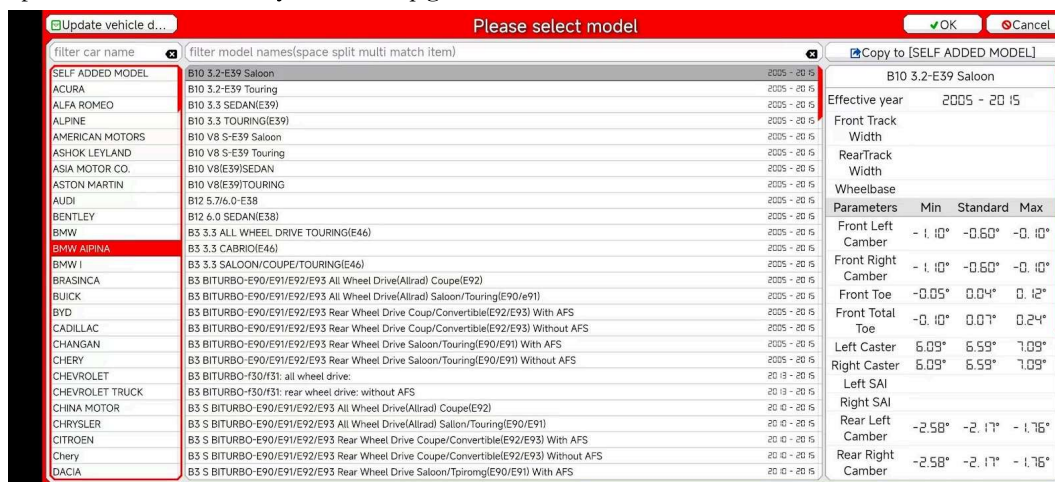 Update vehicle d...
Please select model
OK
Cancel
filter car name
filter model names(space split multi match item)
Copy to [SELF ADDED MODEL]
SELF ADDED MODEL
ACURA
ALFA ROMEO
ALPINE
AMERICAN MOTORS
ASHOK LEYLAND
ASIA MOTOR CO.
ASTON MARTIN
AUDI
BENTLEY
BMW
BMW AIPINA
BMW I
BRASINCA
BUICK
BYD
CADILLAC
CHANGAN
CHERY
CHEVROLET
CHEVROLET TRUCK
CHINA MOTOR
CHRYSLER
CITROEN
Chery
DACIA
B10 3.2-E39 Saloon 2005 - 2015
B10 3.2-E39 Touring 2005 - 2015
B10 3.3 SEDAN(E39) 2005 - 2015
B10 3.3 TOURING(E39) 2005 - 2015
B10 V8 S-E39 Saloon 2005 - 2015
B10 V8 S-E39 Touring 2005 - 2015
B10 V8(E39)SEDAN 2005 - 2015
B10 V8(E39)TOURING 2005 - 2015
B12 5.7/6.0-E38 2005 - 2015
B12 6.0 SEDAN(E38) 2005 - 2015
B3 3.3 ALL WHEEL DRIVE TOURING(E46) 2005 - 2015
B3 3.3 CABRIO(E46) 2005 - 2015
B3 3.3 SALOON/COUPE/TOURING(E46) 2005 - 2015
B3 BITURBO-E90/E91/E92/E93 All Wheel Drive(Allrad) Coupe(E92) 2005 - 2015
B3 BITURBO-E90/E91/E92/E93 All Wheel Drive(Allrad) Saloon/Touring(E90/e91) 2005 - 2015
B3 BITURBO-E90/E91/E92/E93 Rear Wheel Drive Coup/Convertible(E92/E93) With AFS 2005 - 2015
B3 BITURBO-E90/E91/E92/E93 Rear Wheel Drive Coup/Convertible(E92/E93) Without AFS 2005 - 2015
B3 BITURBO-E90/E91/E92/E93 Rear Wheel Drive Saloon/Touring(E90/E91) With AFS 2005 - 2015
B3 BITURBO-E90/E91/E92/E93 Rear Wheel Drive Saloon/Touring(E90/E91) Without AFS 2005 - 2015
B3 BITURBO-f30/f31: all wheel drive: 2013 - 2015
B3 BITURBO-f30/f31: rear wheel drive: without AFS 2013 - 2015
B3 S BITURBO-E90/E91/E92/E93 All Wheel Drive(Allrad) Coupe(E92) 2010 - 2015
B3 S BITURBO-E90/E91/E92/E93 All Wheel Drive(Allrad) Sallon/Touring(E91/E90) 2010 - 2015
B3 S BITURBO-E90/E91/E92/E93 Rear Wheel Drive Coupe/Convertible(E92/E93) With AFS 2010 - 2015
B3 S BITURBO-E90/E91/E92/E93 Rear Wheel Drive Coupe/Convertible(E92/E93) Without AFS 2010 - 2015
B3 S BITURBO-E90/E91/E92/E93 Rear Wheel Drive Saloon/Tpiromg(E90/E91) With AFS 2010 - 2015
B10 3.2-E39 Saloon
Effective year 2005 - 2015
Front Track
Width
RearTrack
Width
Wheelbase
Parameters Min Standard Max
Front Left
Camber -1.10° -0.60° -0.10°
Front Right
Camber -1.10° -0.60° -0.10°
Front Toe -0.05° 0.04° 0.12°
Front Total
Toe -0.10° 0.07° 0.24°
Left Caster 6.09° 6.59° 7.09°
Right Caster 6.09° 6.59° 7.09°
Left SAI
Right SAI
Rear Left
Camber -2.58° -2.17° -1.76°
Rear Right
Camber -2.58° -2.17° -1.76°